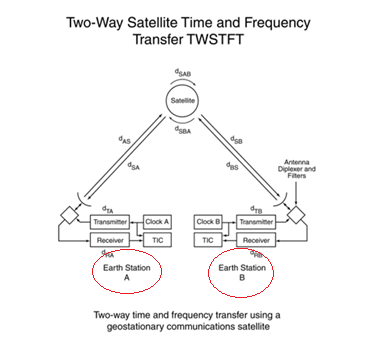 Two-Way Satellite Time and Frequency
Transfer TWSTFT
dSAB
Satellite
dSBA
dAS
dSA
dSB
dBS
Antenna
Diplexer and
Filters
dTA
Transmitter
Clock A
Receiver
TIC
dRA
Earth Station
A
Clock B
dTB
Transmitter
TIC
Receiver
dRB
Earth Station
B
Two-way time and frequency transfer using a
geostationary communications satellite